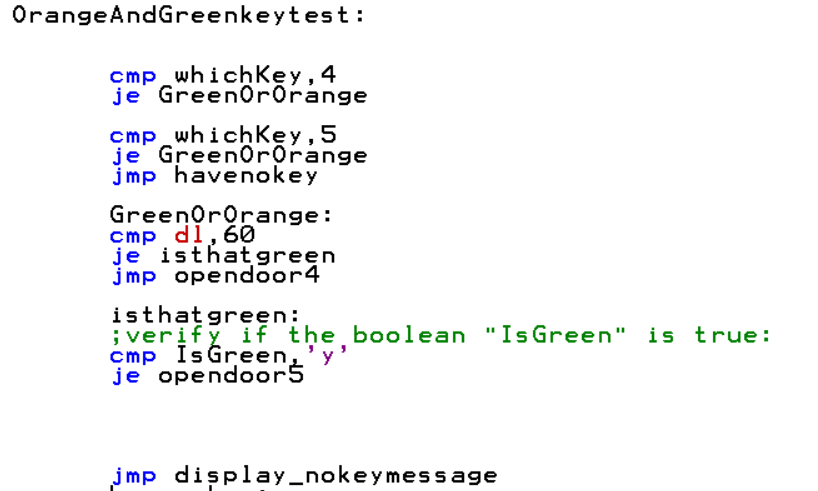 OrangeAndGreenkeytest:
cmp whichKey,4
je GreenOrOrange
cmp whichKey,5
je GreenOrOrange
jmp havenokey
GreenOrOrange:
cmp dl,60
je isthatgreen
jmp opendoor4
isthatgreen:
;verify if the boolean "IsGreen" is true:
cmp IsGreen,'y'
je opendoor5
jmp display_nokeymessage